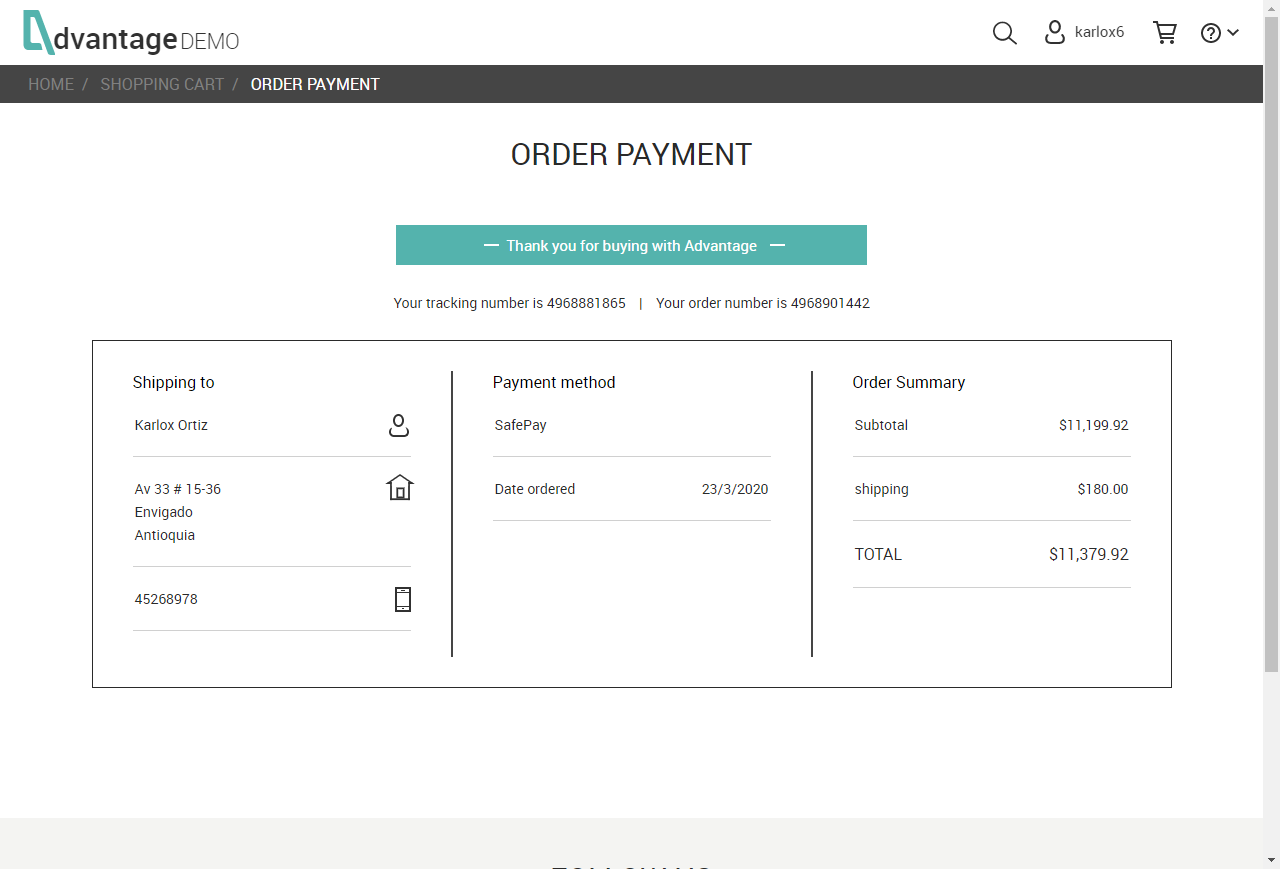 dvantage DEMO
karlox6
HOME / SHOPPING CART / ORDER PAYMENT
ORDER PAYMENT
— Thank you for buying with Advantage —
Your tracking number is 4968881865 | Your order number is 4968901442
Shipping to
Karlox Ortiz
Av 33 # 15-36
Envigado
Antioquia
45268978
Payment method
SafePay
Date ordered 23/3/2020
Order Summary
Subtotal $11,199.92
shipping $180.00
TOTAL $11,379.92